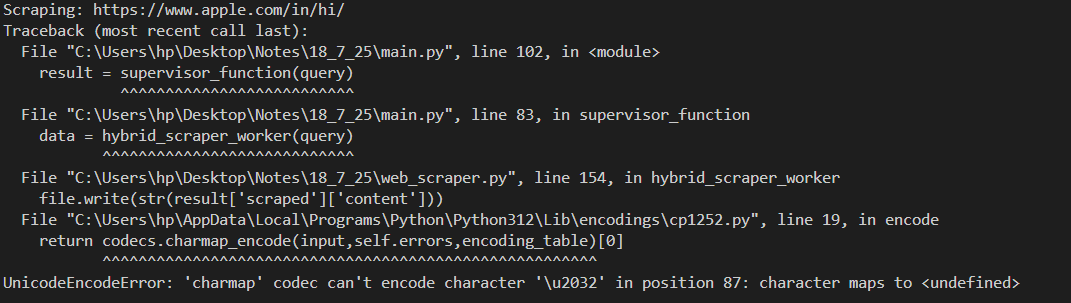 Scraping: https://www.apple.com/in/hi/
Traceback (most recent call last):
  File "C:\Users\hp\Desktop\Notes\18_7_25\main.py", line 102, in <module>
    result = supervisor_function(query)
             ^^^^^^^^^^^^^^^^^^^^^^^^^^
  File "C:\Users\hp\Desktop\Notes\18_7_25\main.py", line 83, in supervisor_function
    data = hybrid_scraper_worker(query)
           ^^^^^^^^^^^^^^^^^^^^^^^^^^^^
  File "C:\Users\hp\Desktop\Notes\18_7_25\web_scraper.py", line 154, in hybrid_scraper_worker
    file.write(str(result['scraped']['content']))
  File "C:\Users\hp\AppData\Local\Programs\Python\Python312\Lib\encodings\cp1252.py", line 19, in encode
    return codecs.charmap_encode(input,self.errors,encoding_table)[0]
           ^^^^^^^^^^^^^^^^^^^^^^^^^^^^^^^^^^^^^^^^^^^^^^^^^^^^^^
UnicodeEncodeError: 'charmap' codec can't encode character '\u2032' in position 87: character maps to <undefined>